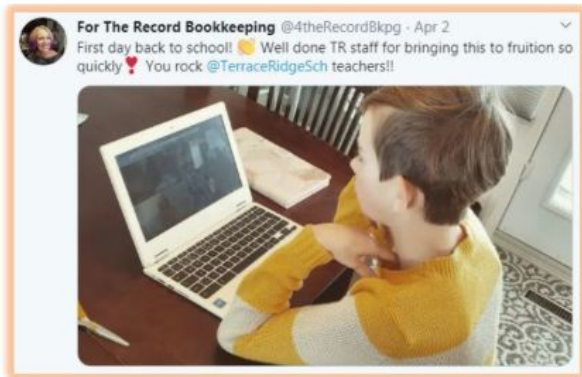 For The Record Bookkeeping @4theRecordBkpg · Apr 2
First day back to school! 👏 Well done TR staff for bringing this to fruition so
quickly❣️ You rock @TerraceRidgeSch teachers!!